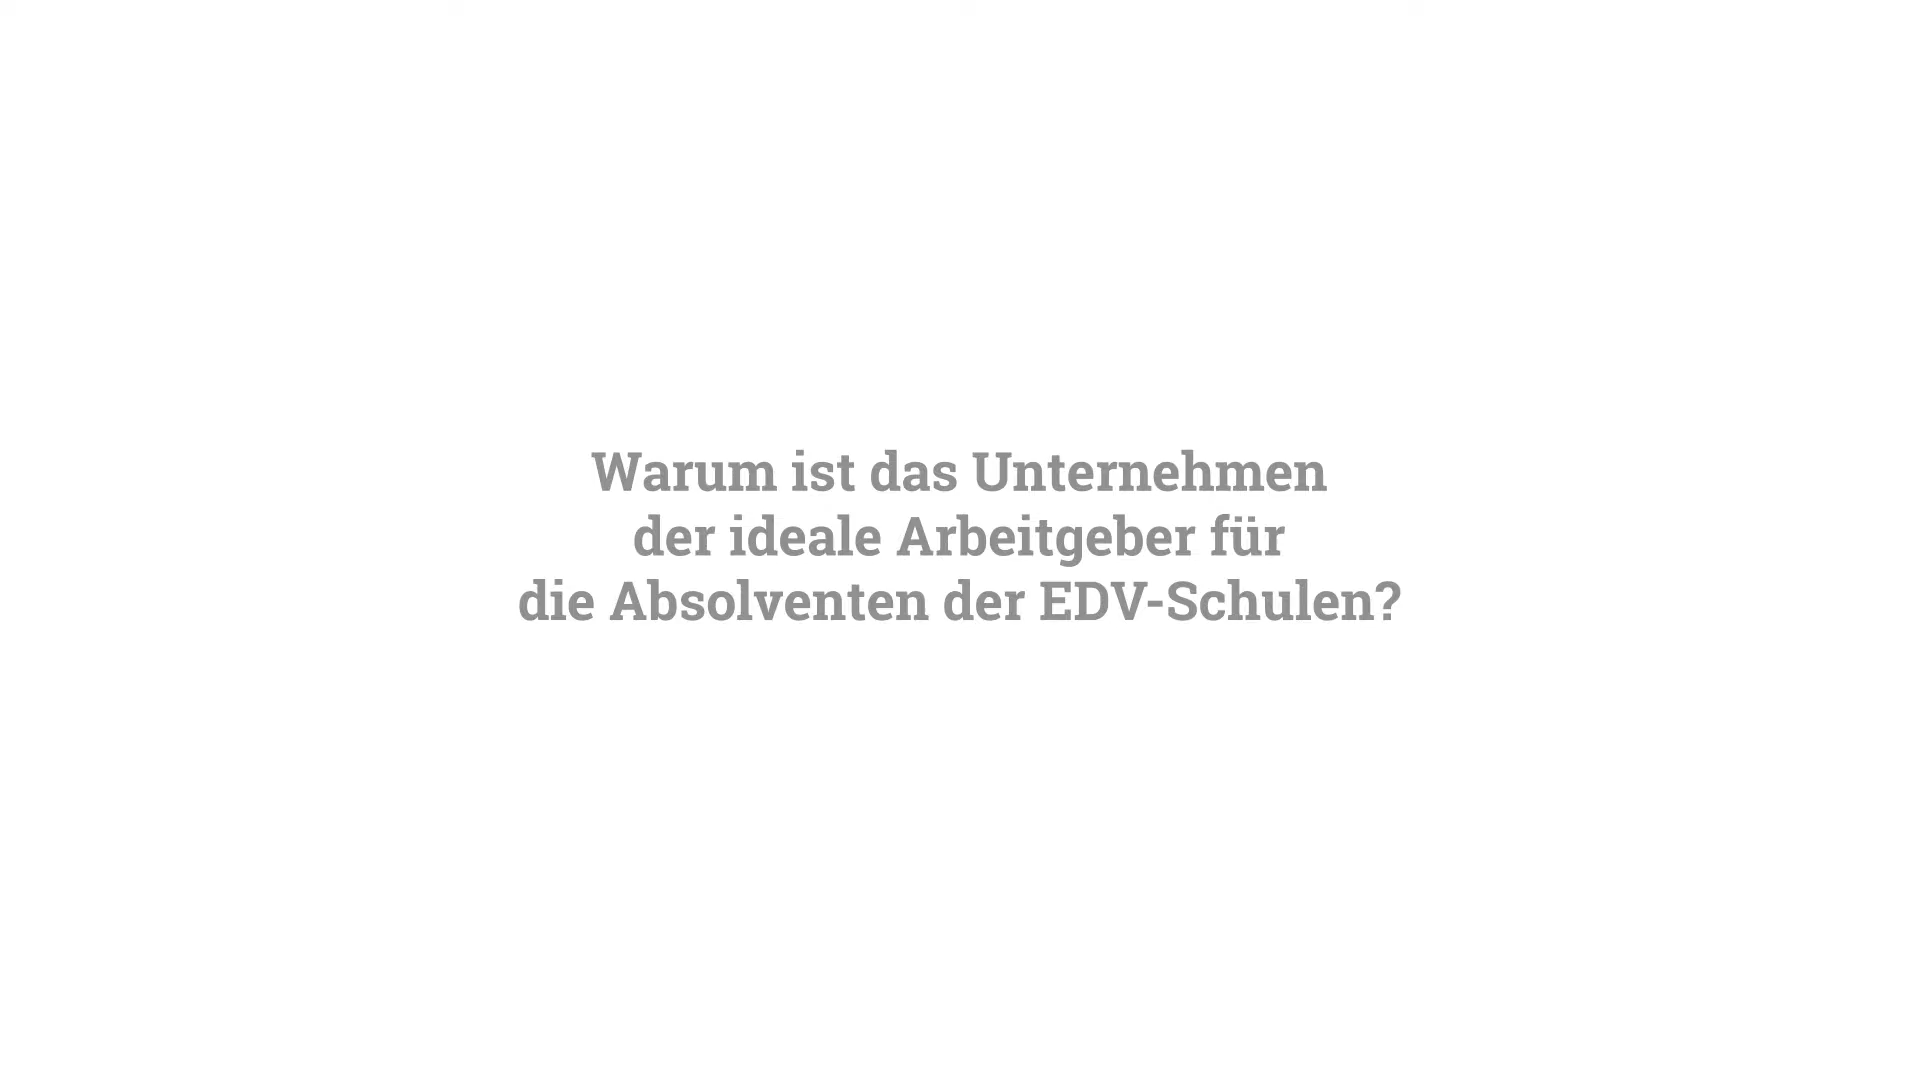 Warum ist das Unternehmen
der ideale Arbeitgeber für
die Absolventen der EDV-Schulen?